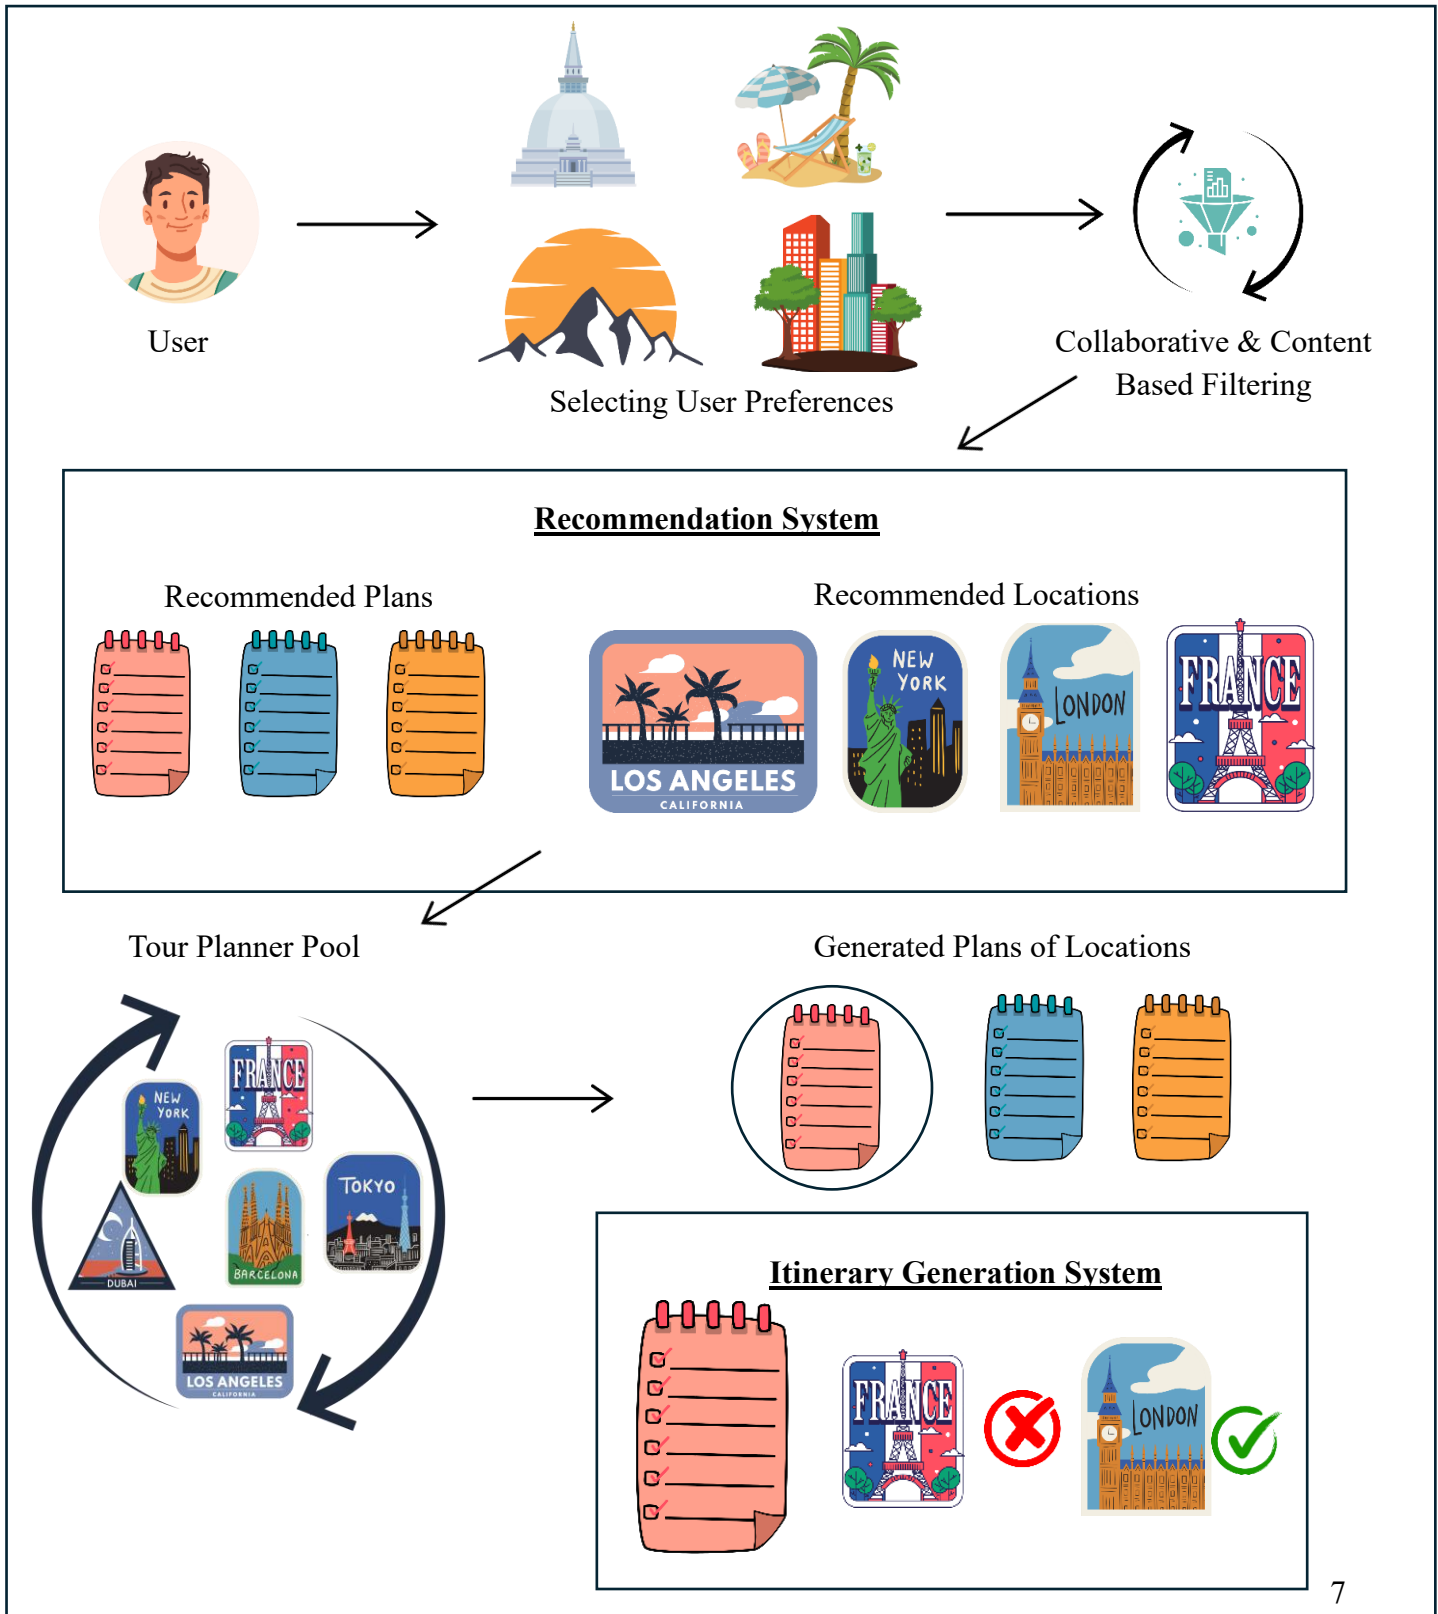 User
Selecting User Preferences
Collaborative & Content
Based Filtering
Recommendation System
Recommended Plans
Recommended Locations
LOS ANGELES
CALIFORNIA
NEW
YORK
LONDON
FRANCE
Tour Planner Pool
Generated Plans of Locations
FRANCE
NEW
YORK
TOKYO
BARCELONA
DUBAI
LOS ANGELES
CALIFORNIA
Itinerary Generation System
FRANCE
LONDON
7